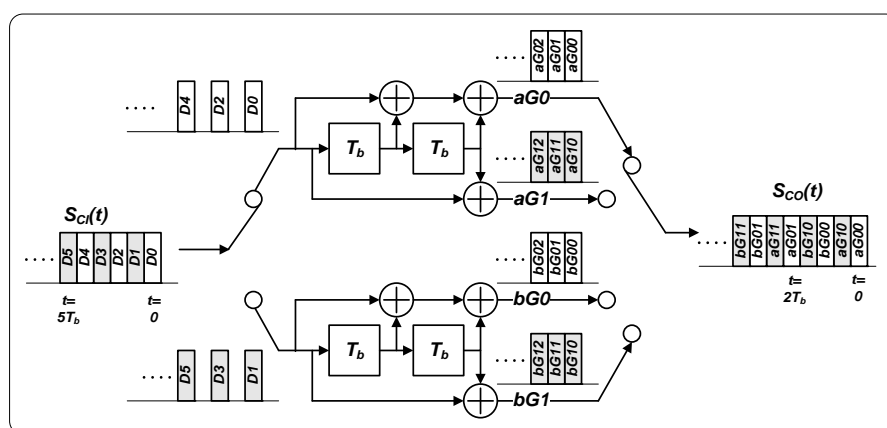 aG02 aG01 aG00
.... D4 D2 D0
aG0
T_b T_b
aG12 aG11 aG10
aG1
S_CI(t)
.... D5 D4 D3 D2 D1 D0
t= 5T_b
t= 0
S_CO(t)
.... bG11 bG01 aG11 aG01 bG10 bG00 aG10 aG00
t= 2T_b
t= 0
.... bG02 bG01 bG00
bG0
T_b T_b
.... D5 D3 D1
.... bG12 bG11 bG10
bG1